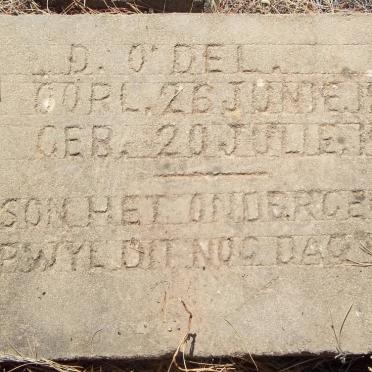 D. O'DEL.
OORL. 26 JUNIE.
GEB. 20 JULIE.
SON HET ONDERGE
WYL DIT NOG DAG